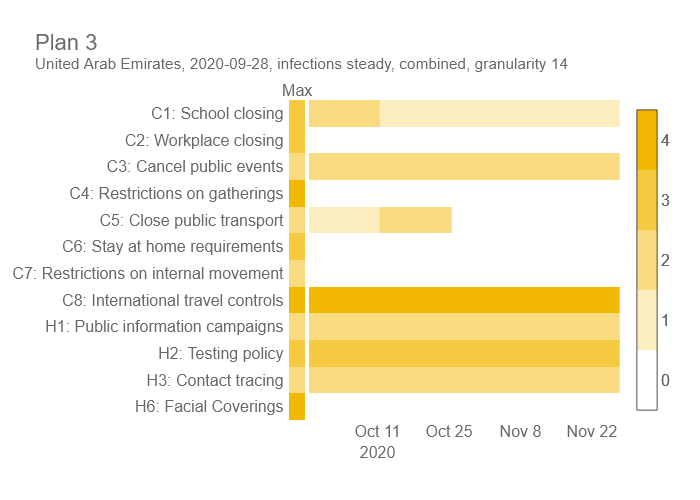 Plan 3
United Arab Emirates, 2020-09-28, infections steady, combined, granularity 14
Max
C1: School closing
C2: Workplace closing
C3: Cancel public events
C4: Restrictions on gatherings
C5: Close public transport
C6: Stay at home requirements
C7: Restrictions on internal movement
C8: International travel controls
H1: Public information campaigns
H2: Testing policy
H3: Contact tracing
H6: Facial Coverings
4
3
2
1
0
Oct 11 Oct 25 Nov 8 Nov 22
2020